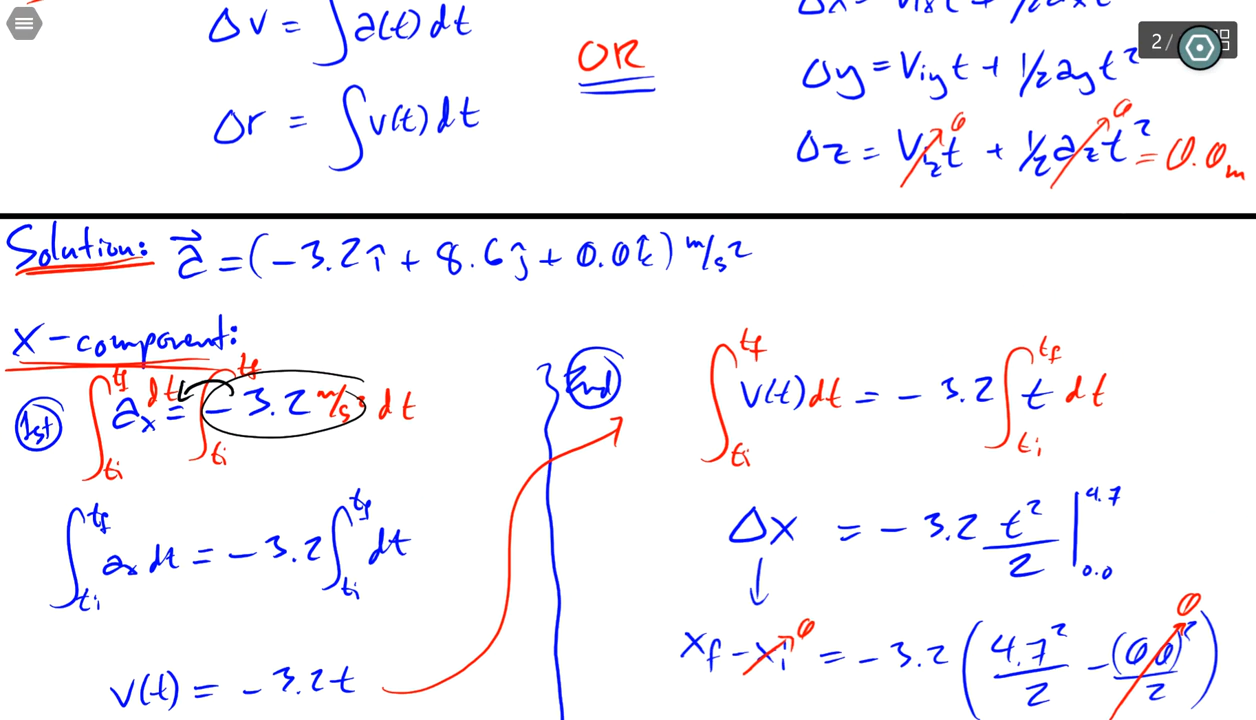 Δv = ∫a(t)dt
Δr = ∫v(t)dt
OR
2/
Δy = Viyt + 1/2ayt²
Δz = Vizt + 1/2azt² = 0.0m
Solution: a⃗ = (-3.2î + 8.6ĵ + 0.0k̂) m/s²
X-component:
1st
∫ti^tf ax dt = ∫ti^tf -3.2 m/s² dt
∫ti^tf ax dt = -3.2∫ti^tf dt
v(t) = -3.2t
2nd
∫ti^tf v(t)dt = -3.2∫ti^tf t dt
Δx = -3.2 t²/2 |0.0^4.7
xf - xi 0 = -3.2(4.7²/2 - (0.0)²/2 0)